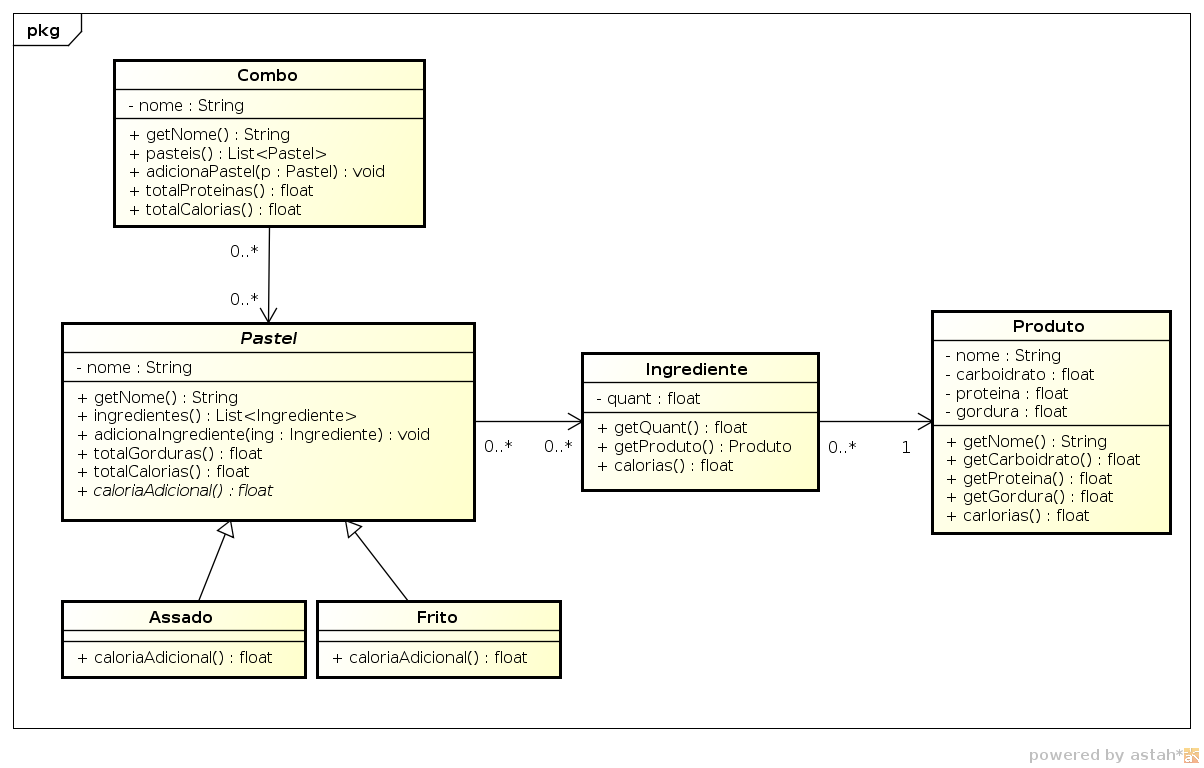 pkg
Combo
- nome : String
+ getNome() : String
+ pasteis() : List<Pastel>
+ adicionaPastel(p : Pastel) : void
+ totalProteinas() : float
+ totalCalorias() : float
0..*
0..*
Pastel
- nome : String
+ getNome() : String
+ ingredientes() : List<Ingrediente>
+ adicionaIngrediente(ing : Ingrediente) : void
+ totalGorduras() : float
+ totalCalorias() : float
+ caloriaAdicional() : float
0..*
0..*
Ingrediente
- quant : float
+ getQuant() : float
+ getProduto() : Produto
+ calorias() : float
0..*
1
Produto
- nome : String
- carboidrato : float
- proteina : float
- gordura : float
+ getNome() : String
+ getCarboidrato() : float
+ getProteina() : float
+ getGordura() : float
+ carlorias() : float
Assado
+ caloriaAdicional() : float
Frito
+ caloriaAdicional() : float
powered by astah*